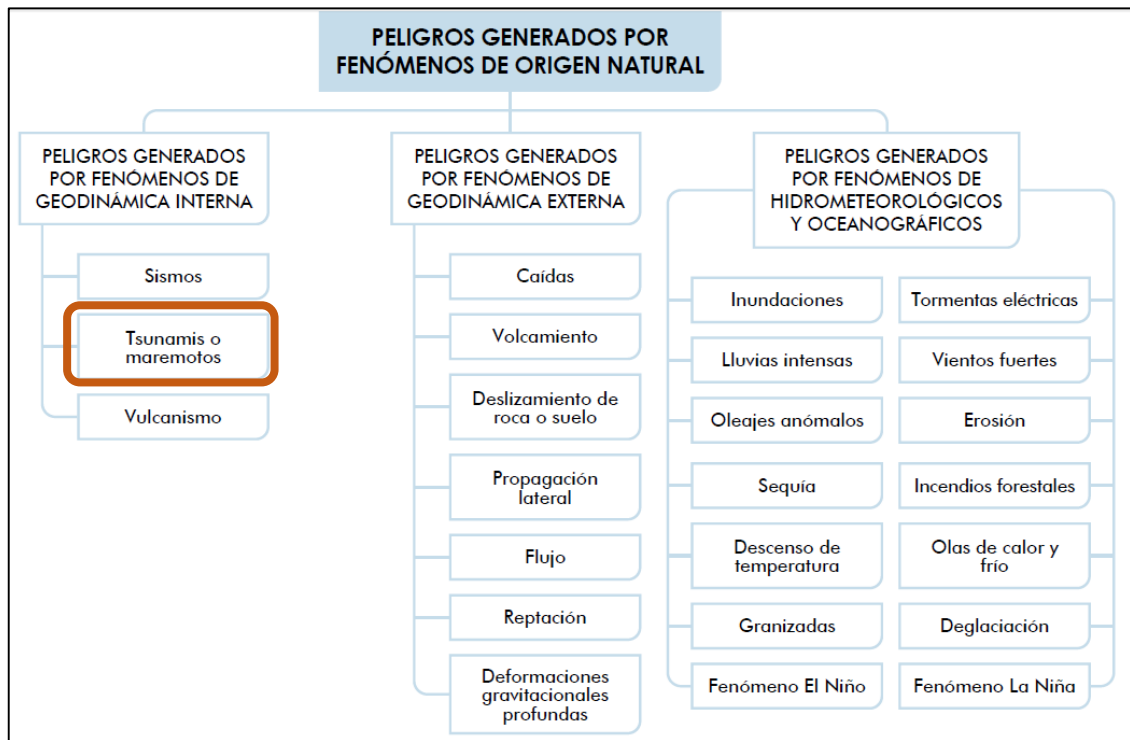 PELIGROS GENERADOS POR
FENÓMENOS DE ORIGEN NATURAL
PELIGROS GENERADOS
POR FENÓMENOS DE
GEODINÁMICA INTERNA
Sismos
Tsunamis o
maremotos
Vulcanismo
PELIGROS GENERADOS
POR FENÓMENOS DE
GEODINÁMICA EXTERNA
Caídas
Volcamiento
Deslizamiento de
roca o suelo
Propagación
lateral
Flujo
Reptación
Deformaciones
gravitacionales
profundas
PELIGROS GENERADOS
POR FENÓMENOS DE
HIDROMETEOROLÓGICOS
Y OCEANOGRÁFICOS
Inundaciones
Lluvias intensas
Oleajes anómalos
Sequía
Descenso de
temperatura
Granizadas
Fenómeno El Niño
Tormentas eléctricas
Vientos fuertes
Erosión
Incendios forestales
Olas de calor y
frío
Deglaciación
Fenómeno La Niña